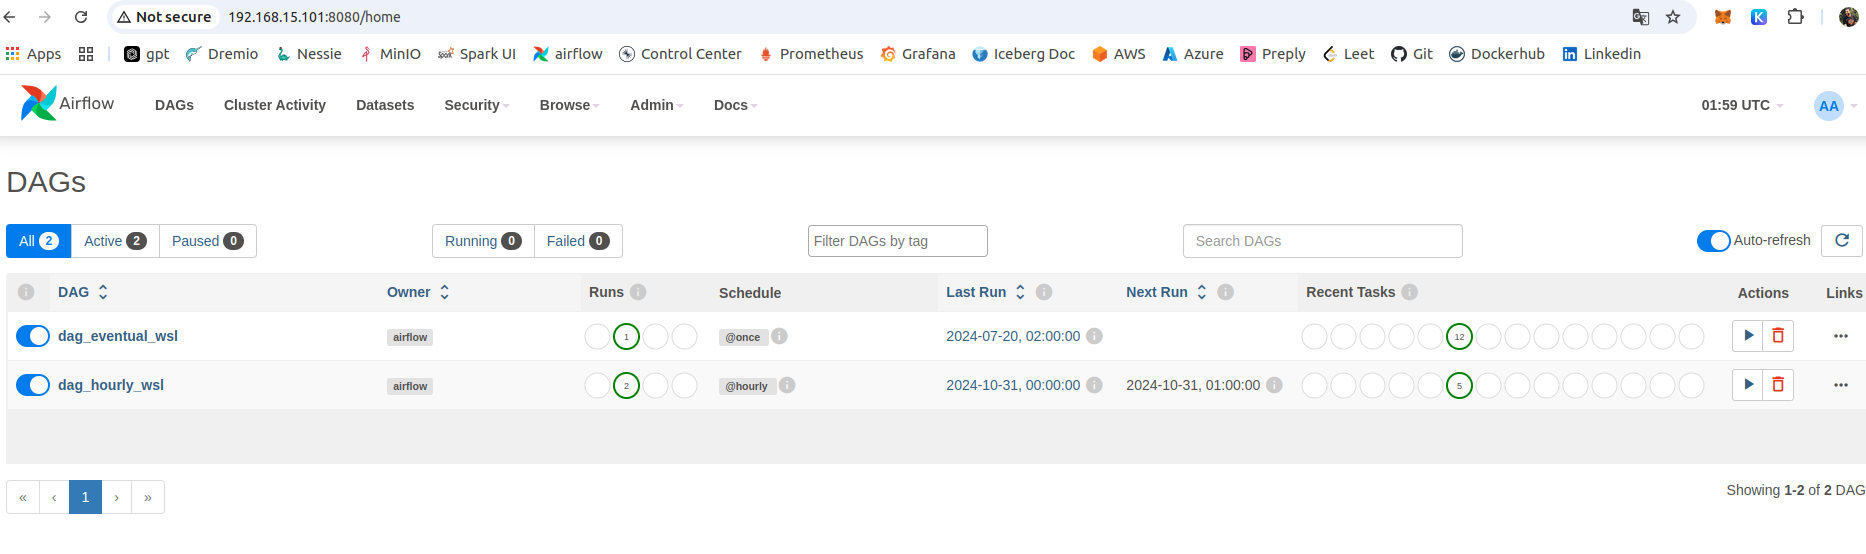 Not secure 192.168.15.101:8080/home
Apps gpt Dremio Nessie MinIO Spark UI airflow Control Center Prometheus Grafana Iceberg Doc AWS Azure Preply Leet Git Dockerhub Linkedin
Airflow DAGs Cluster Activity Datasets Security Browse Admin Docs 01:59 UTC AA
DAGs
All 2 Active 2 Paused 0 Running 0 Failed 0 Filter DAGs by tag Search DAGs Auto-refresh
DAG Owner Runs Schedule Last Run Next Run Recent Tasks Actions Links
dag_eventual_wsl airflow 1 @once 2024-07-20, 02:00:00 12
dag_hourly_wsl airflow 2 @hourly 2024-10-31, 00:00:00 2024-10-31, 01:00:00 5
« ‹ 1 › » Showing 1-2 of 2 DAG